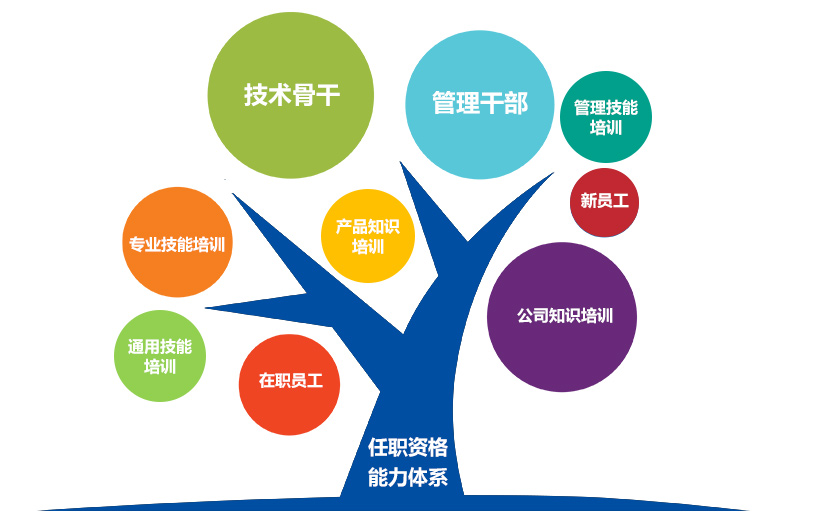 技术骨干
管理干部
管理技能
培训
新员工
产品知识
培训
专业技能培训
公司知识培训
通用技能
培训
在职员工
任职资格
能力体系